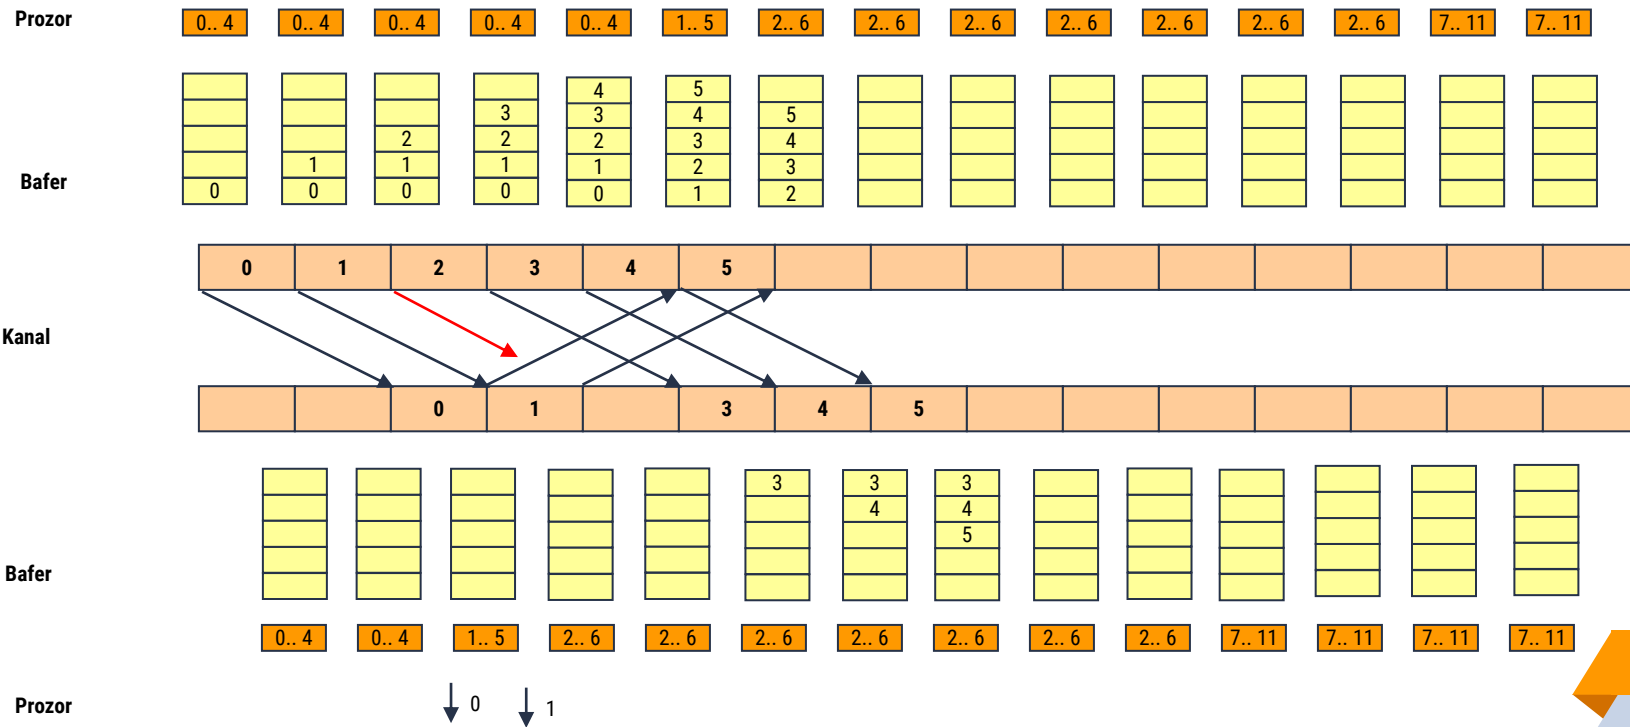 Prozor 0.. 4 0.. 4 0.. 4 0.. 4 0.. 4 1.. 5 2.. 6 2.. 6 2.. 6 2.. 6 2.. 6 2.. 6 2.. 6 7.. 11 7.. 11
4 5
3 3 4 5
2 2 2 3 4
1 1 1 1 2 3
Bafer
0 0 0 0 0 1 2
0 1 2 3 4 5
Kanal
0 1 3 4 5
3 3 3
4 4
5
Bafer
0.. 4 0.. 4 1.. 5 2.. 6 2.. 6 2.. 6 2.. 6 2.. 6 2.. 6 2.. 6 7.. 11 7.. 11 7.. 11 7.. 11
Prozor 0 1